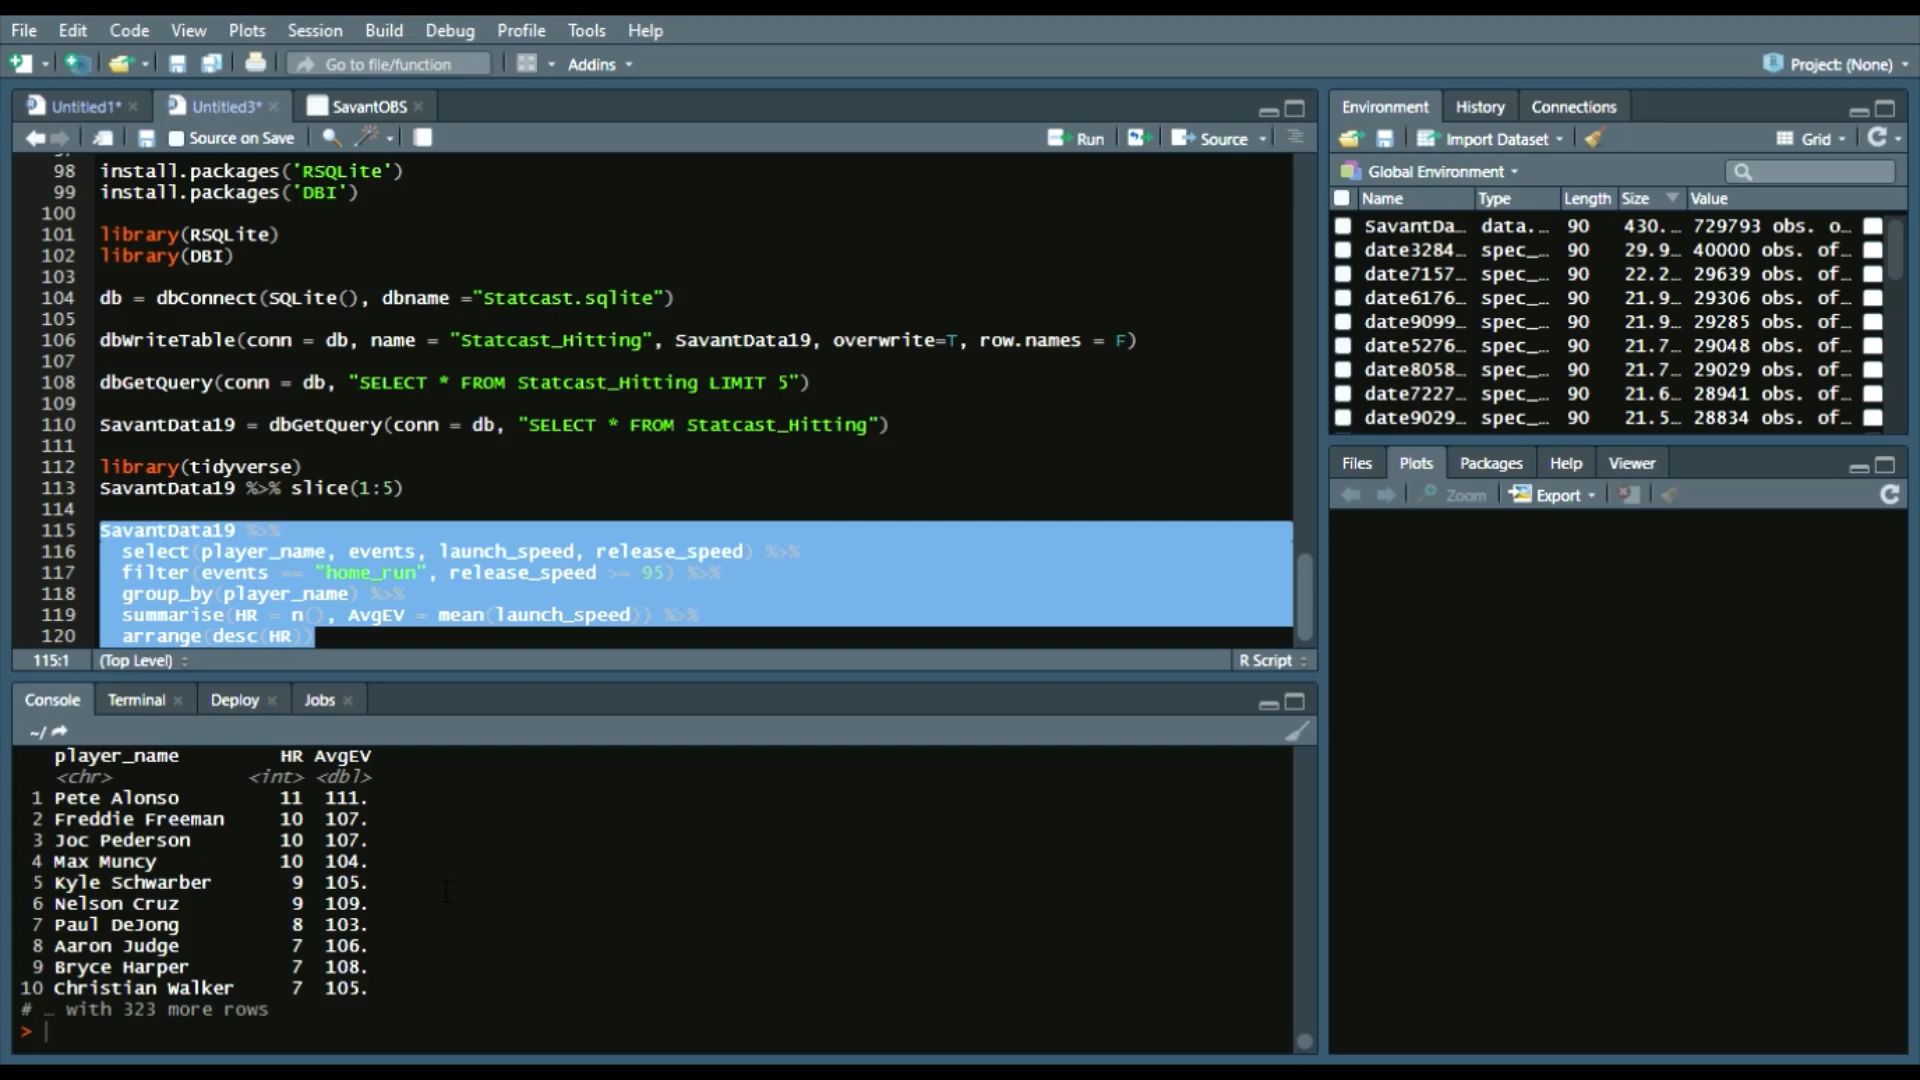 File Edit Code View Plots Session Build Debug Profile Tools Help
Go to file/function Addins Project: (None)
Untitled1* Untitled3* SavantOBS
Source on Save Run Source
98 install.packages('RSQLite')
99 install.packages('DBI')
100
101 library(RSQLite)
102 library(DBI)
103
104 db = dbConnect(SQLite(), dbname ="Statcast.sqlite")
105
106 dbWriteTable(conn = db, name = "Statcast_Hitting", SavantData19, overwrite=T, row.names = F)
107
108 dbGetQuery(conn = db, "SELECT * FROM Statcast_Hitting LIMIT 5")
109
110 SavantData19 = dbGetQuery(conn = db, "SELECT * FROM Statcast_Hitting")
111
112 library(tidyverse)
113 SavantData19 %>% slice(1:5)
114
115 SavantData19 %>%
116 select(player_name, events, launch_speed, release_speed) %>%
117 filter(events == "home_run", release_speed >= 95) %>%
118 group_by(player_name) %>%
119 summarise(HR = n(), AvgEV = mean(launch_speed)) %>%
120 arrange(desc(HR))
115:1 (Top Level) R Script
Console Terminal Deploy Jobs
~/
player_name HR AvgEV
<chr> <int> <dbl>
1 Pete Alonso 11 111.
2 Freddie Freeman 10 107.
3 Joc Pederson 10 107.
4 Max Muncy 10 104.
5 Kyle Schwarber 9 105.
6 Nelson Cruz 9 109.
7 Paul DeJong 8 103.
8 Aaron Judge 7 106.
9 Bryce Harper 7 108.
10 Christian Walker 7 105.
# … with 323 more rows
>
Environment History Connections
Import Dataset Grid
Global Environment
Name Type Length Size Value
SavantDa… data.… 90 430.… 729793 obs. o…
date3284… spec_… 90 29.9… 40000 obs. of…
date7157… spec_… 90 22.2… 29639 obs. of…
date6176… spec_… 90 21.9… 29306 obs. of…
date9099… spec_… 90 21.9… 29285 obs. of…
date5276… spec_… 90 21.7… 29048 obs. of…
date8058… spec_… 90 21.7… 29029 obs. of…
date7227… spec_… 90 21.6… 28941 obs. of…
date9029… spec_… 90 21.5… 28834 obs. of…
Files Plots Packages Help Viewer
Zoom Export